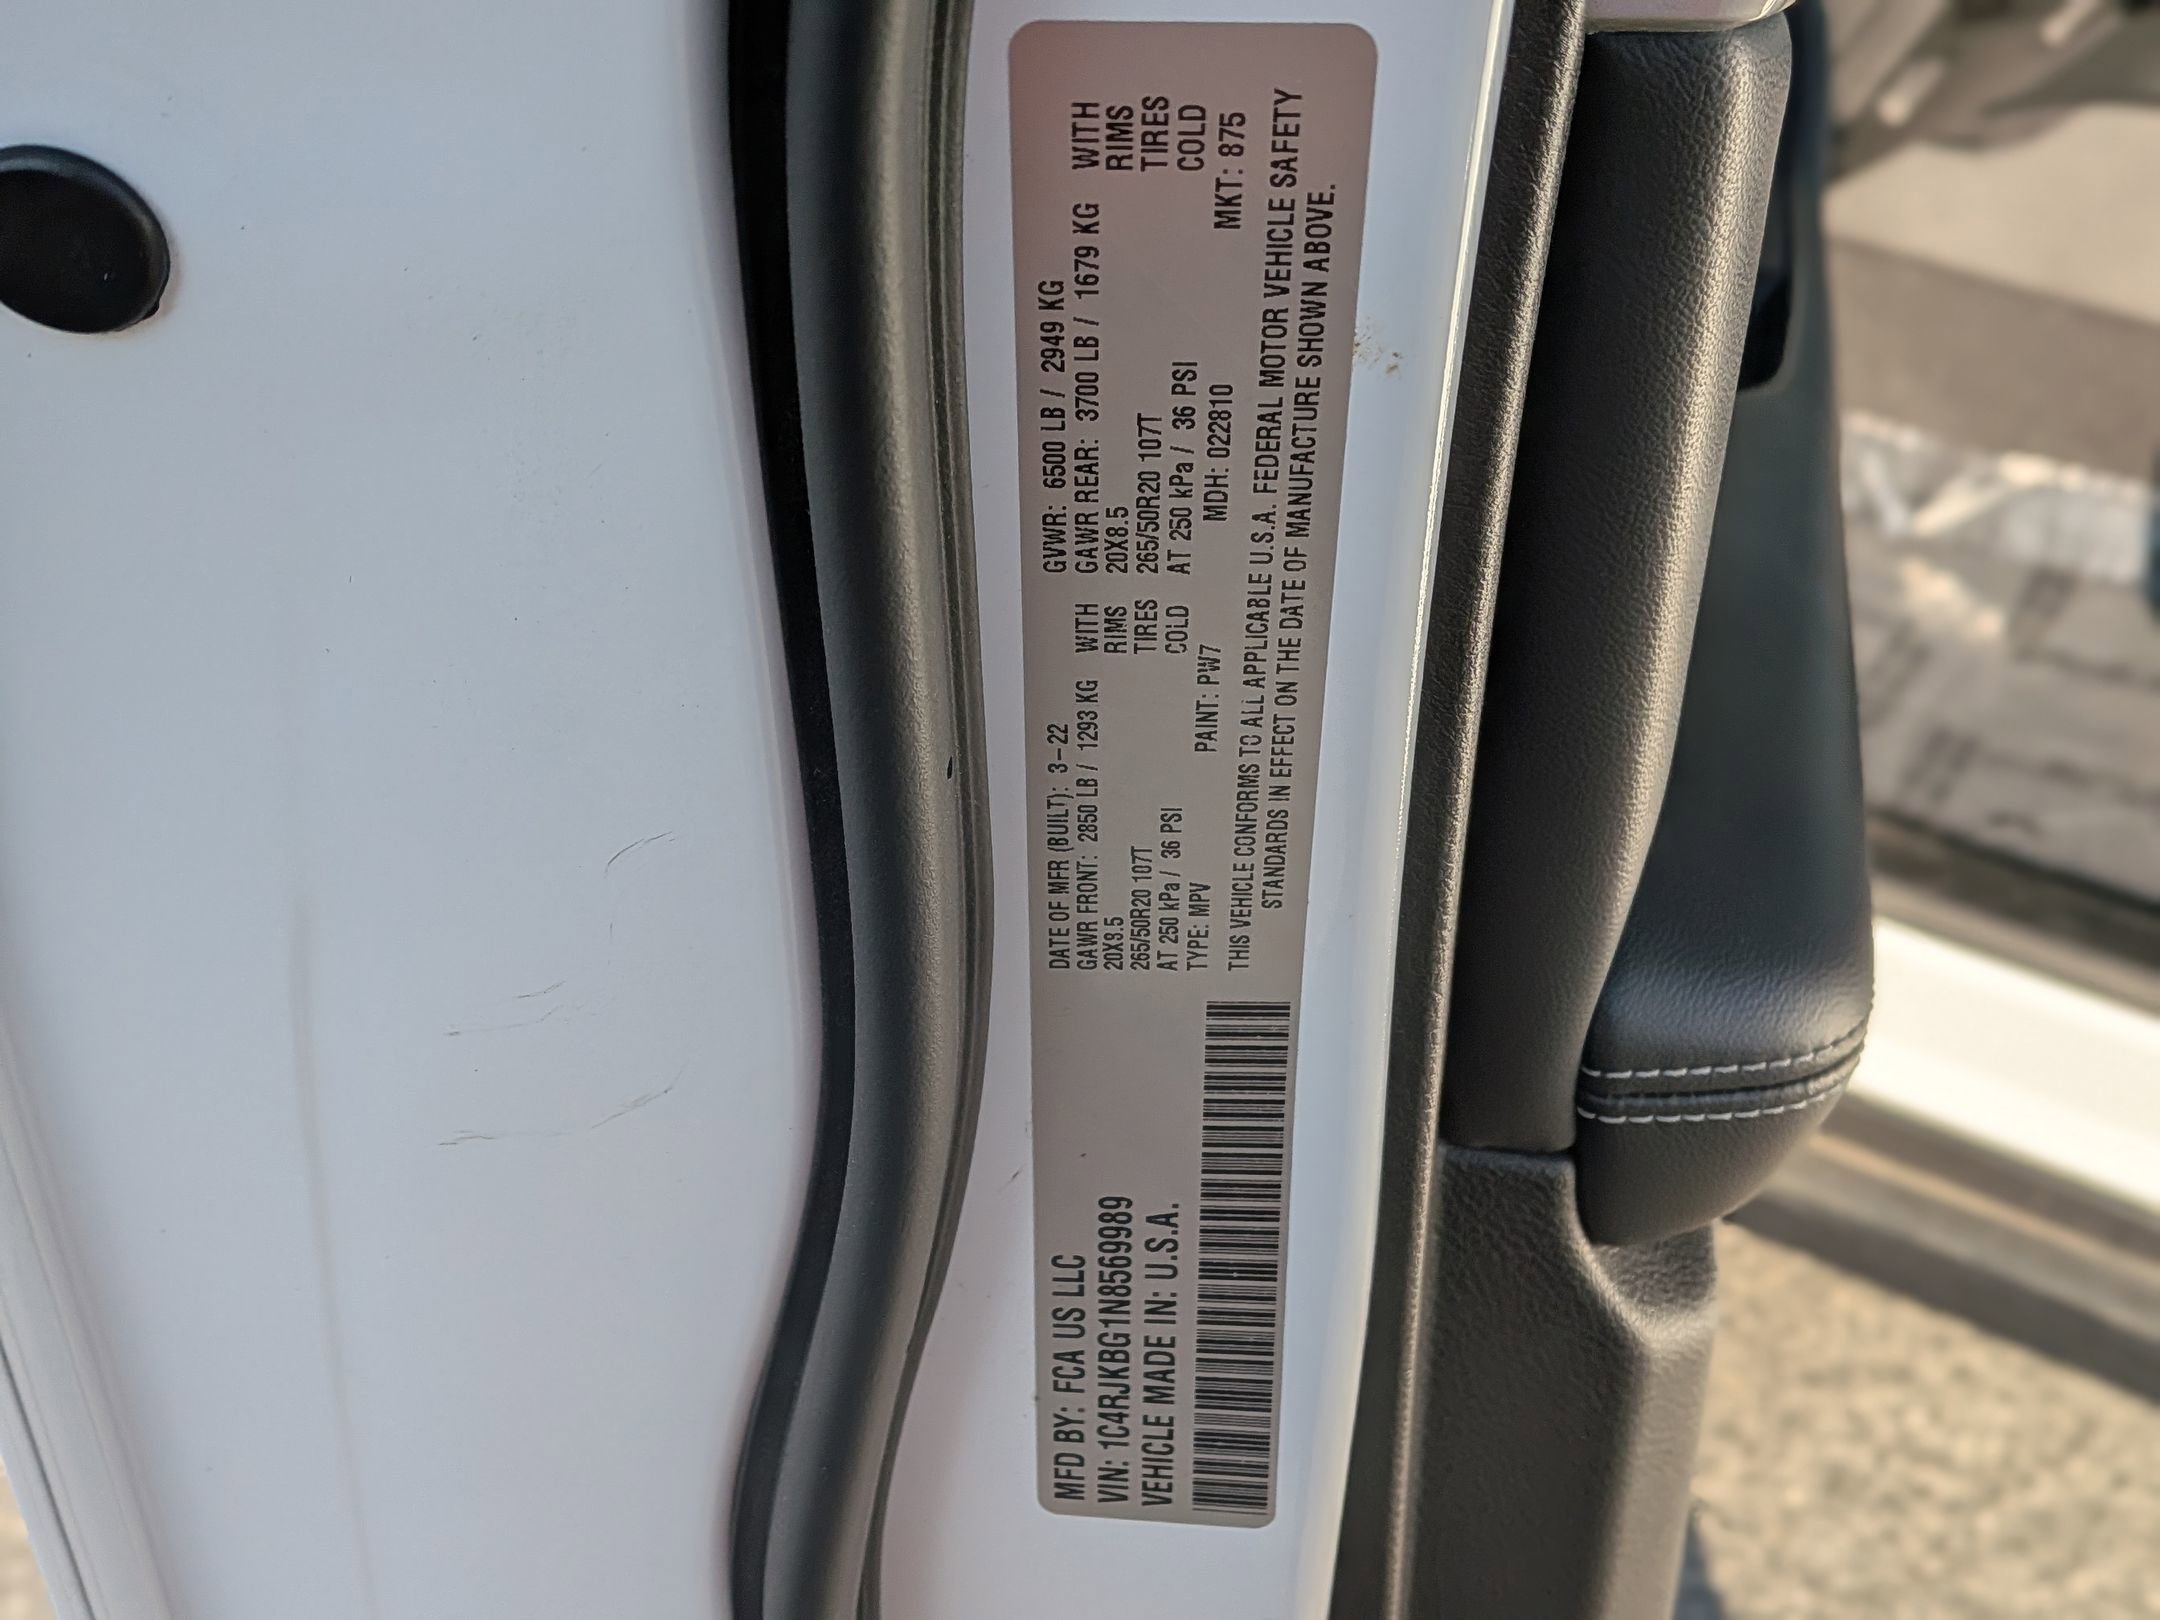 MFD BY: FCA US LLC
VIN: 1C4RJKBG1N8569989
VEHICLE MADE IN: U.S.A.
DATE OF MFR (BUILT): 3-22 GVWR: 6500 LB / 2949 KG
GAWR FRONT: 2850 LB / 1293 KG WITH GAWR REAR: 3700 LB / 1679 KG WITH
20X8.5 RIMS 20X8.5 RIMS
265/50R20 107T TIRES 265/50R20 107T TIRES
AT 250 kPa / 36 PSI COLD AT 250 kPa / 36 PSI COLD
TYPE: MPV PAINT: PW7 MDH: 022810 MKT: 875
THIS VEHICLE CONFORMS TO ALL APPLICABLE U.S.A. FEDERAL MOTOR VEHICLE SAFETY
STANDARDS IN EFFECT ON THE DATE OF MANUFACTURE SHOWN ABOVE.